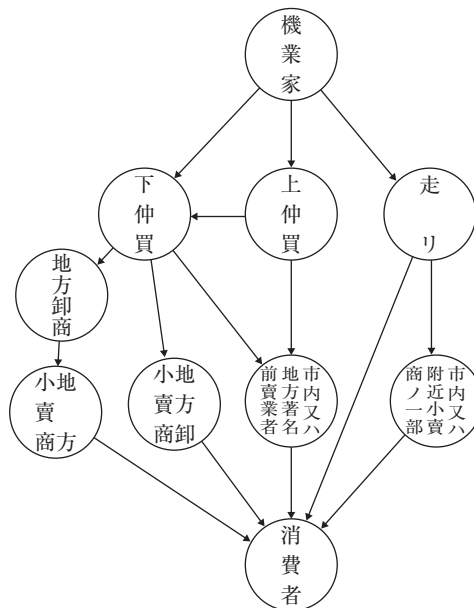 機業家
下仲買
上仲買
走リ
地方卸商
地方
小賣商
地方卸
小賣商
市内又ハ
地方著名
前賣業者
市内又ハ
附近小賣
商ノ一部
消費者